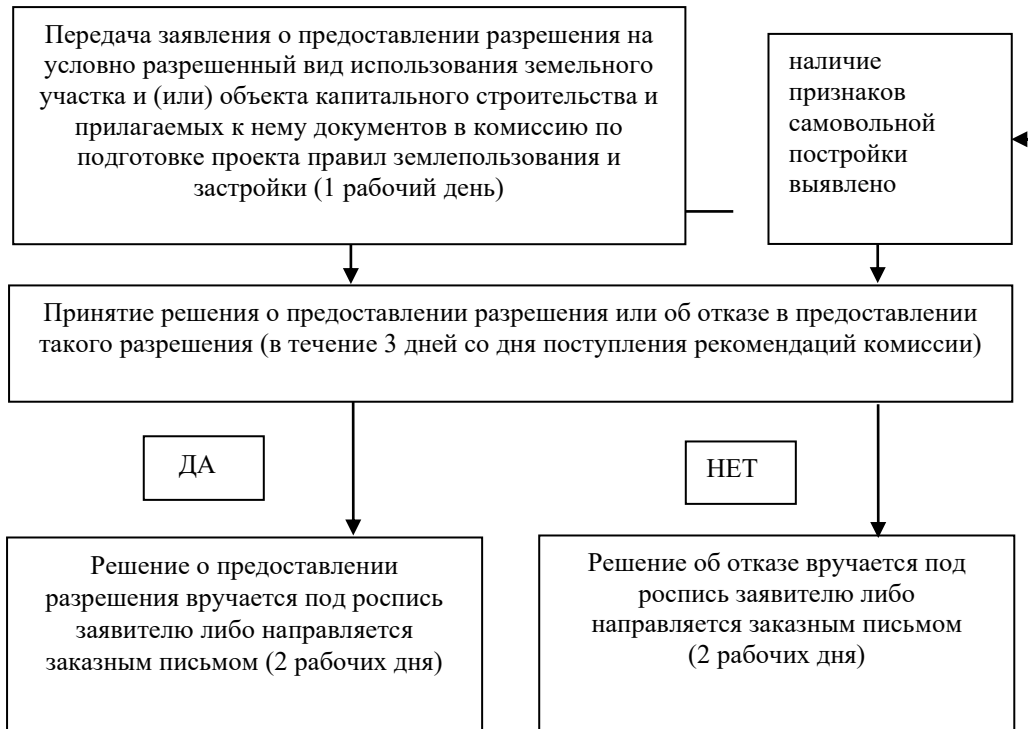 Передача заявления о предоставлении разрешения на
условно разрешенный вид использования земельного
участка и (или) объекта капитального строительства и
прилагаемых к нему документов в комиссию по
подготовке проекта правил землепользования и
застройки (1 рабочий день)
наличие
признаков
самовольной
постройки
выявлено
Принятие решения о предоставлении разрешения или об отказе в предоставлении
такого разрешения (в течение 3 дней со дня поступления рекомендаций комиссии)
ДА
НЕТ
Решение о предоставлении
разрешения вручается под роспись
заявителю либо направляется
заказным письмом (2 рабочих дня)
Решение об отказе вручается под
роспись заявителю либо
направляется заказным письмом
(2 рабочих дня)